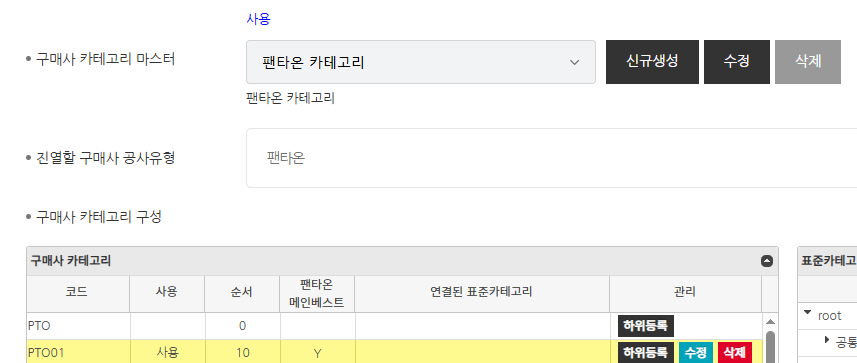 사용
구매사 카테고리 마스터
팬타온 카테고리
신규생성
수정
삭제
팬타온 카테고리
진열할 구매사 공사유형
팬타온
구매사 카테고리 구성
구매사 카테고리
표준카테고
코드
사용
순서
팬타온
메인베스트
연결된 표준카테고리
관리
PTO
0
하위등록
root
PTO01
사용
10
Y
하위등록
수정
삭제
공통